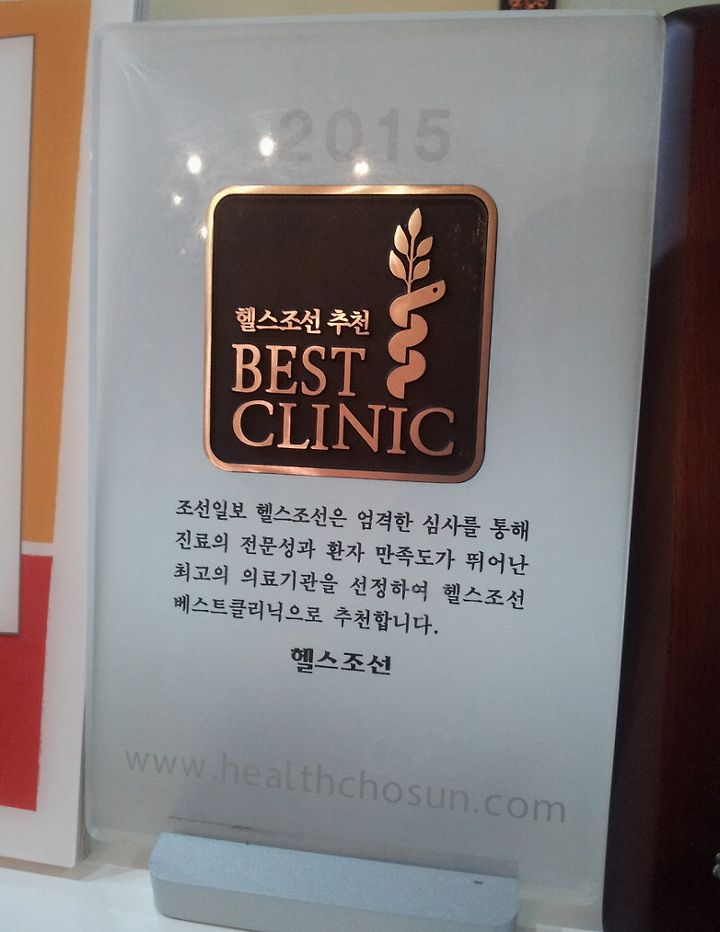 2015
헬스조선 추천
BEST
CLINIC
조선일보 헬스조선은 엄격한 심사를 통해
진료의 전문성과 환자 만족도가 뛰어난
최고의 의료기관을 선정하여 헬스조선
베스트클리닉으로 추천합니다.
헬스조선
www.healthchosun.com